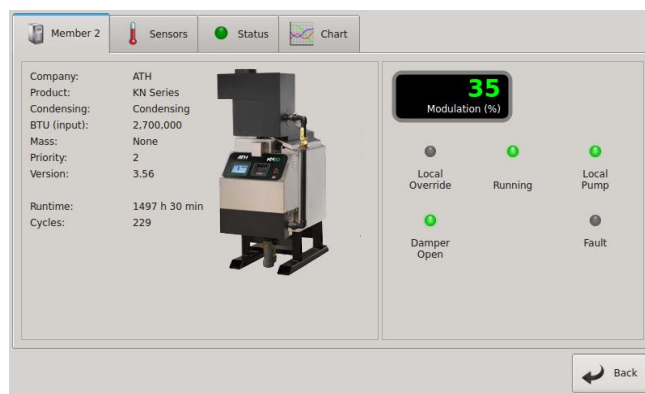 Member 2
Sensors
Status
Chart
Company: ATH
Product: KN Series
Condensing: Condensing
BTU (input): 2,700,000
Mass: None
Priority: 2
Version: 3.56
Runtime: 1497 h 30 min
Cycles: 229
ATH
35
Modulation (%)
Local
Override
Running
Local
Pump
Damper
Open
Fault
Back